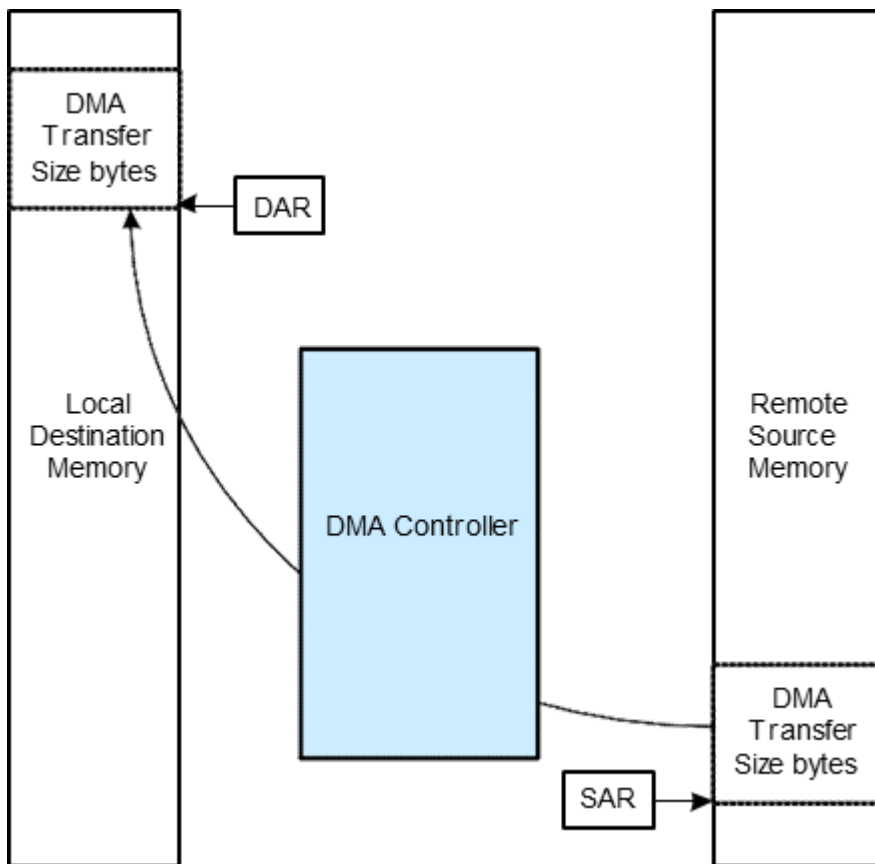 DMA
Transfer
Size bytes
DAR
Local
Destination
Memory
DMA Controller
Remote
Source
Memory
DMA
Transfer
Size bytes
SAR